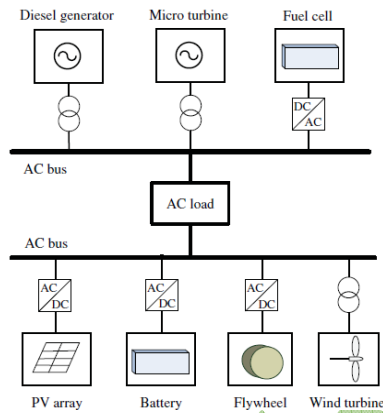 Diesel generator Micro turbine Fuel cell
DC
AC
AC bus
AC load
AC bus
AC
DC
AC
DC
AC
DC
PV array Battery Flywheel Wind turbine